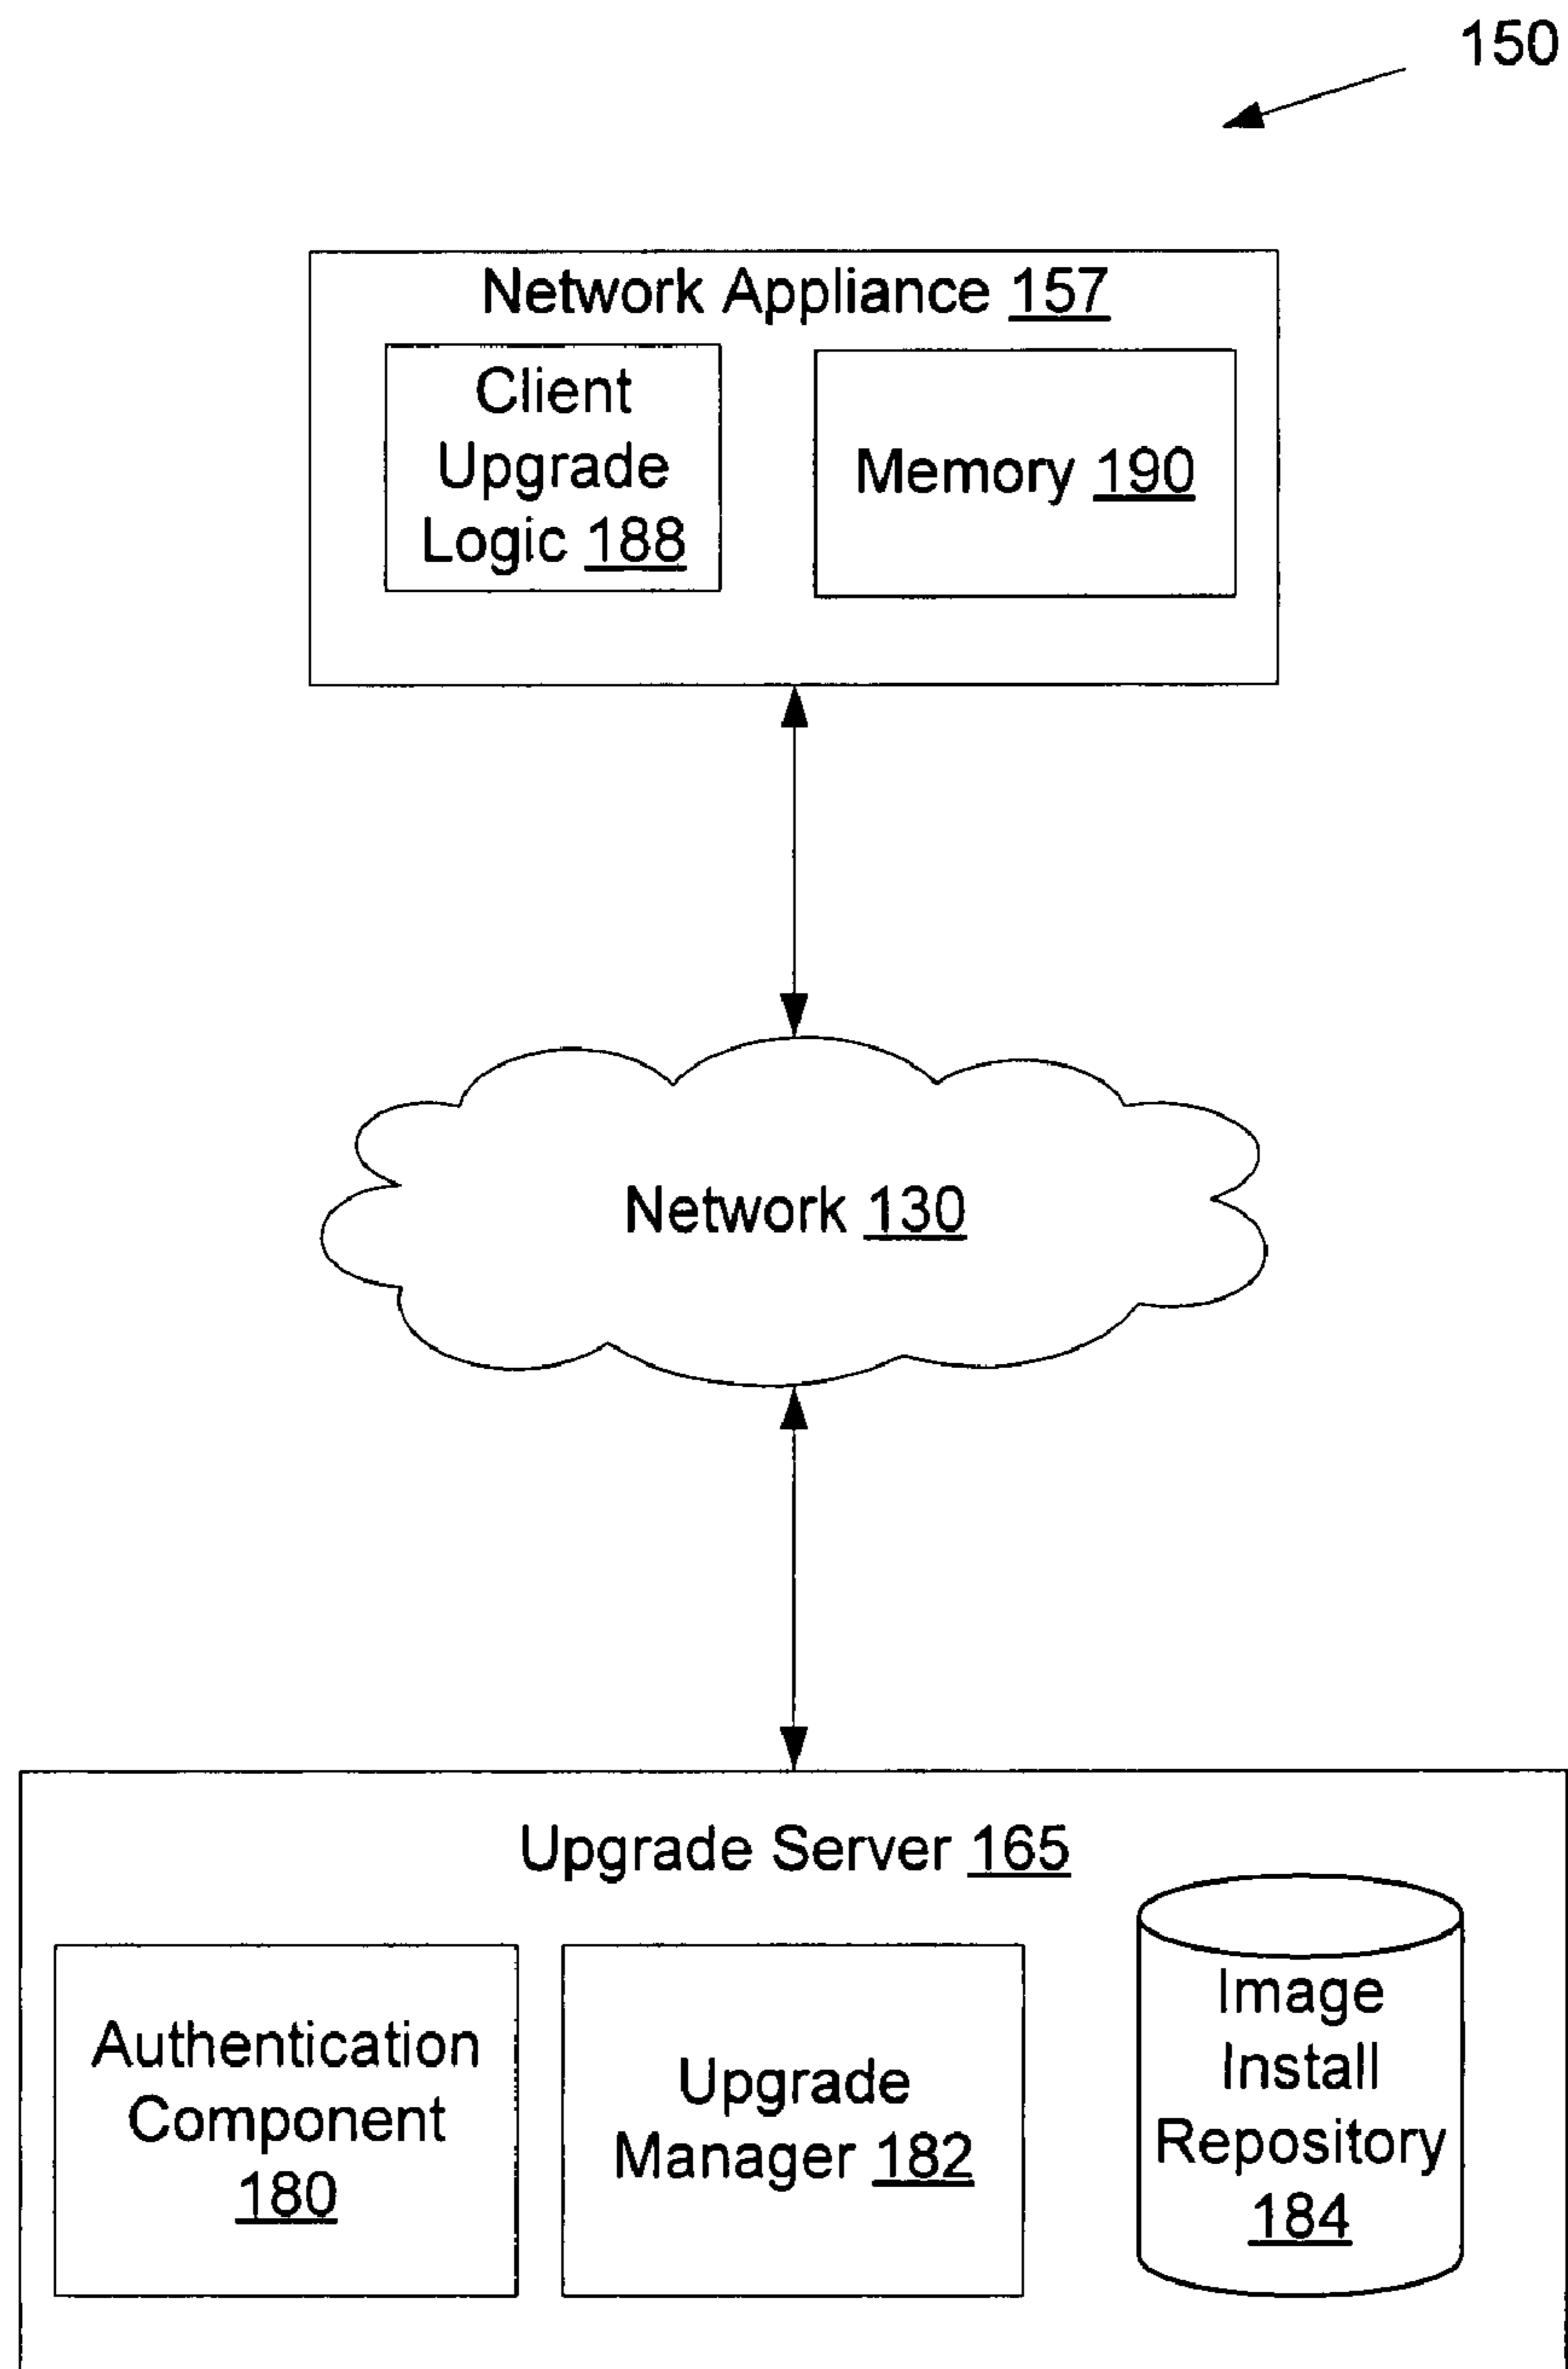 150
Network Appliance 157
Client
Upgrade
Logic 188
Memory 190
Network 130
Upgrade Server 165
Authentication
Component
180
Upgrade
Manager 182
Image
Install
Repository
184